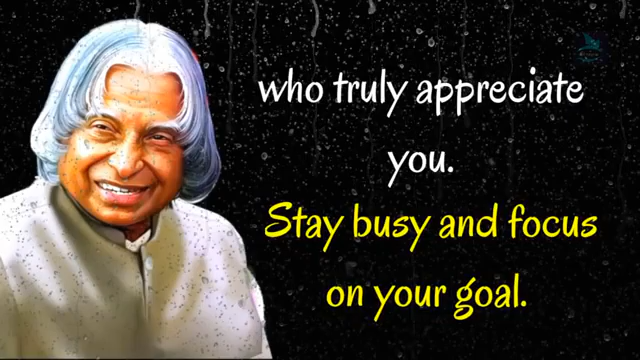 who truly appreciate
you.
Stay busy and focus
on your goal.